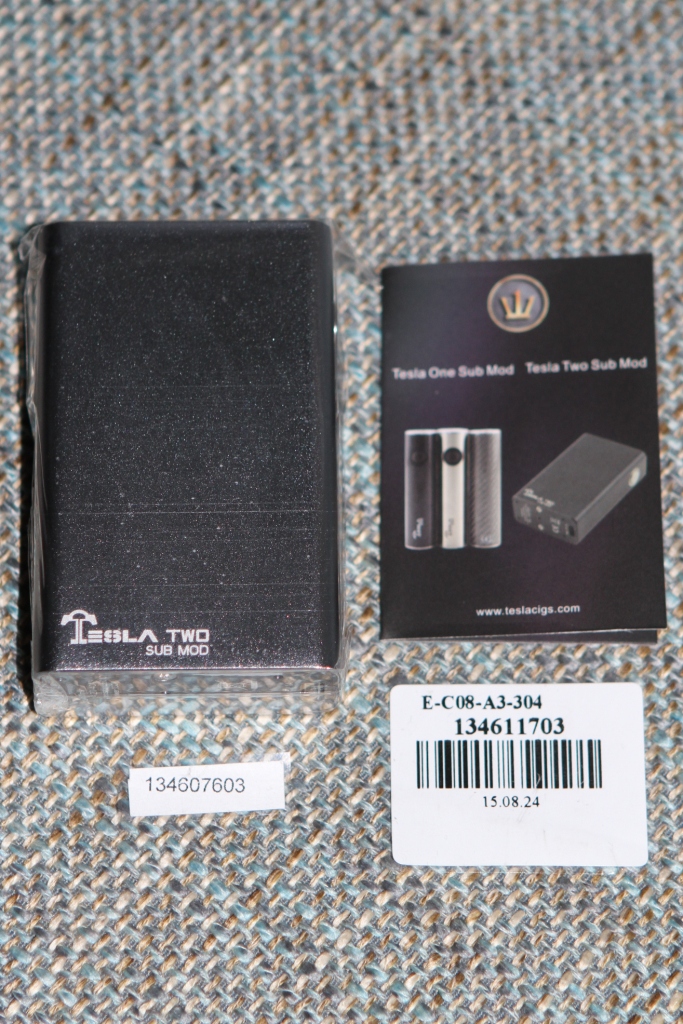 TESLA TWO
SUB MOD
Tesla One Sub Mod Tesla Two Sub Mod
www.teslacigs.com
E-C08-A3-304
134611703
15.08.24
134607603